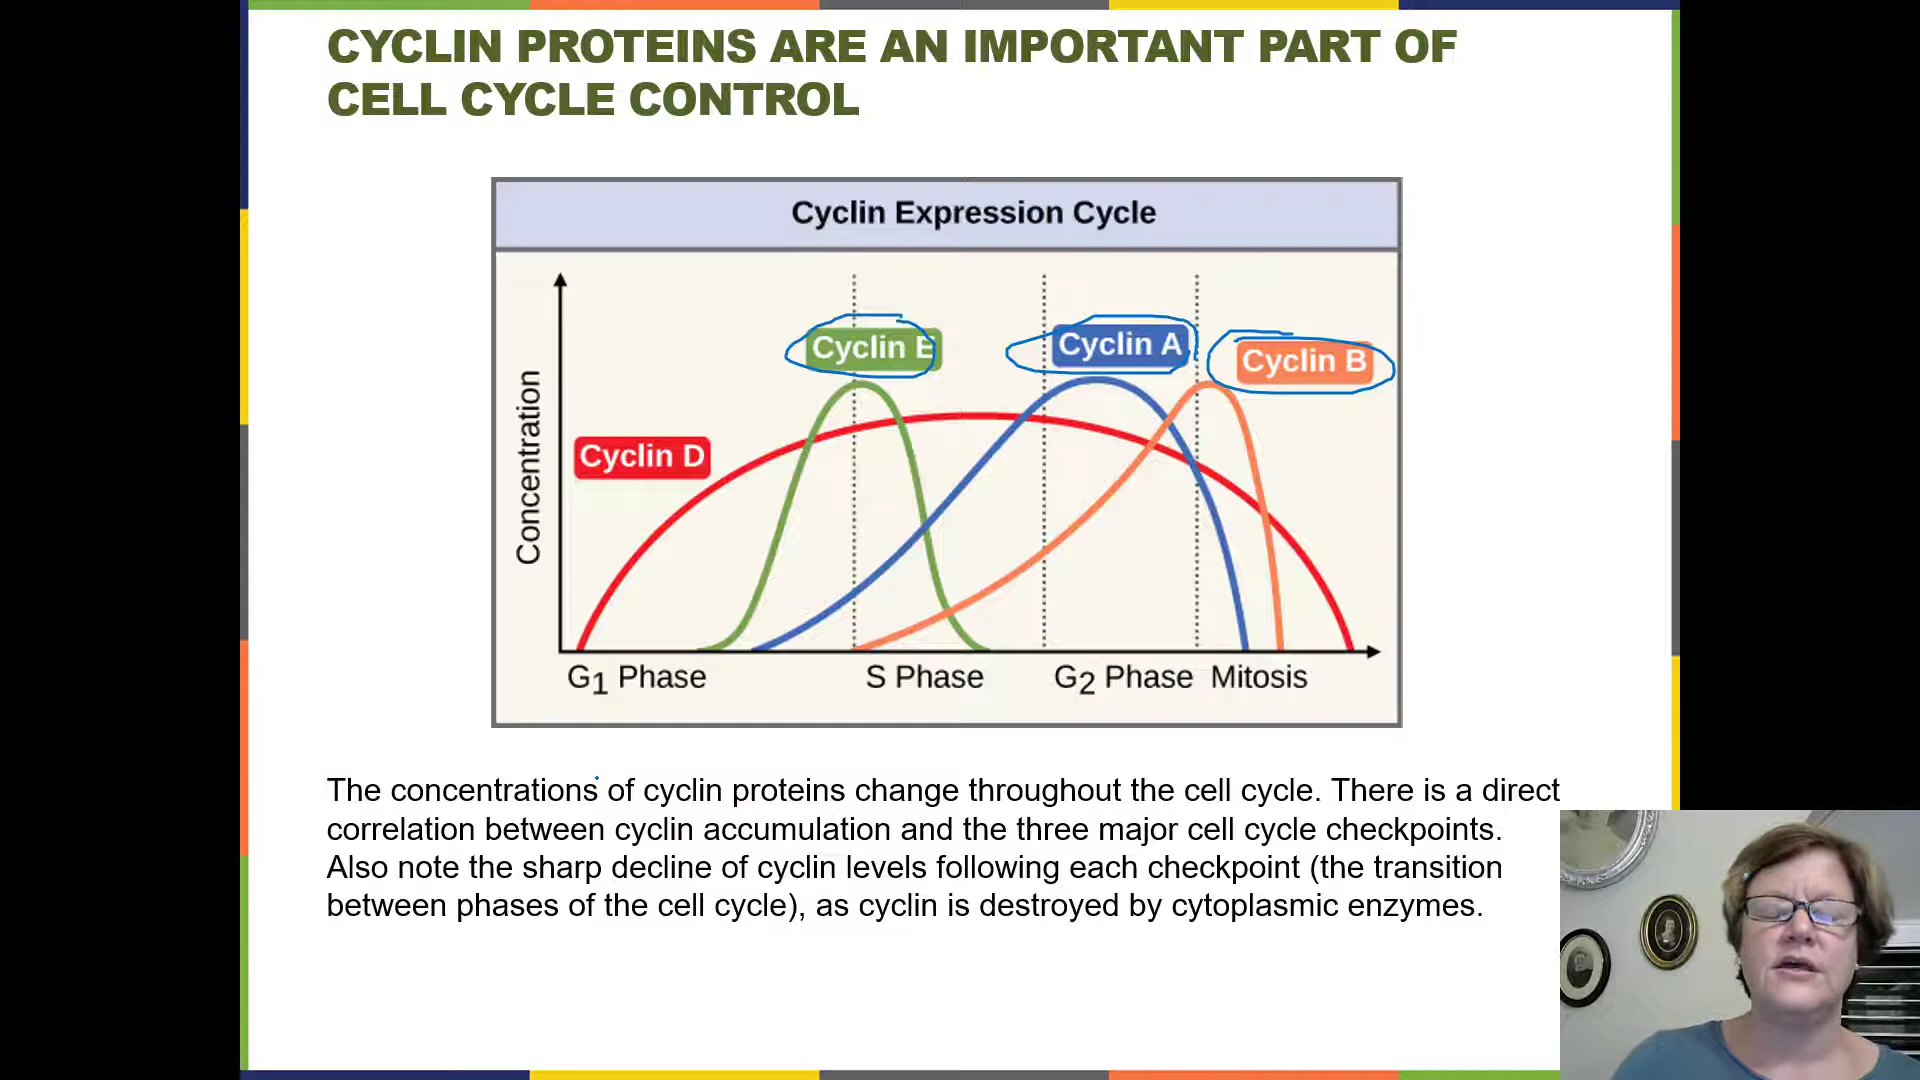 CYCLIN PROTEINS ARE AN IMPORTANT PART OF
CELL CYCLE CONTROL
Cyclin Expression Cycle
Cyclin E
Cyclin A
Cyclin B
Cyclin D
Concentration
G1 Phase
S Phase
G2 Phase
Mitosis
The concentrations of cyclin proteins change throughout the cell cycle. There is a direct
correlation between cyclin accumulation and the three major cell cycle checkpoints.
Also note the sharp decline of cyclin levels following each checkpoint (the transition
between phases of the cell cycle), as cyclin is destroyed by cytoplasmic enzymes.